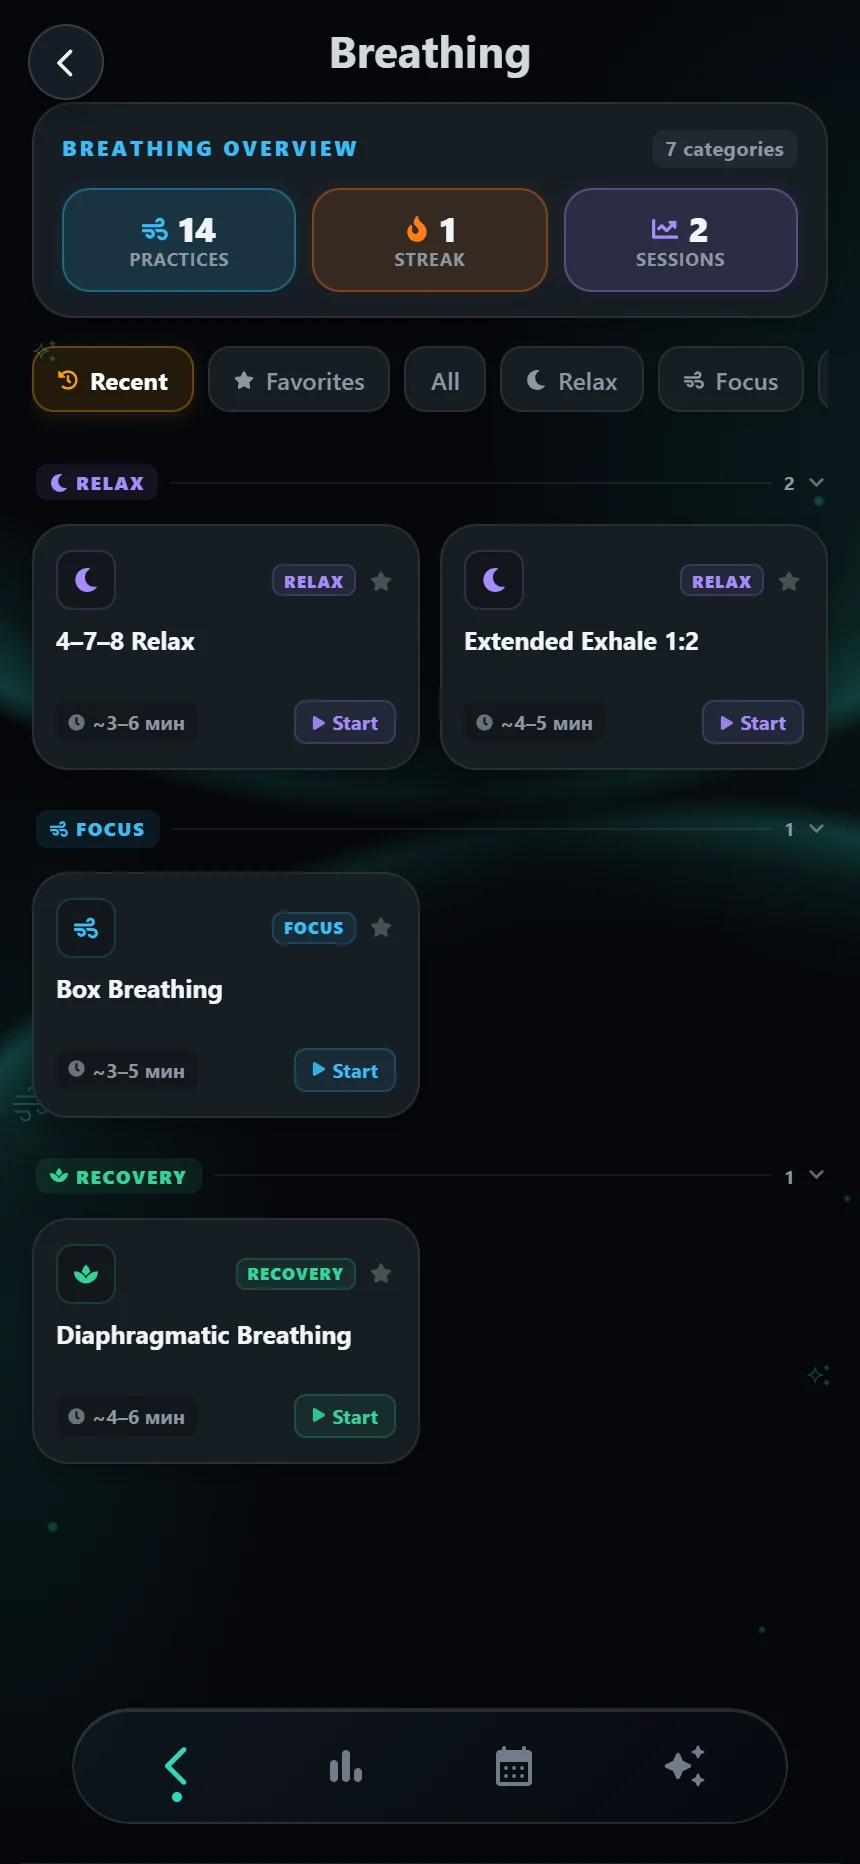 Breathing
BREATHING OVERVIEW
7 categories
14
PRACTICES
1
STREAK
2
SESSIONS
Recent
Favorites
All
Relax
Focus
RELAX
2
RELAX
4–7–8 Relax
~3–6 мин
Start
RELAX
Extended Exhale 1:2
~4–5 мин
Start
FOCUS
1
FOCUS
Box Breathing
~3–5 мин
Start
RECOVERY
1
RECOVERY
Diaphragmatic Breathing
~4–6 мин
Start